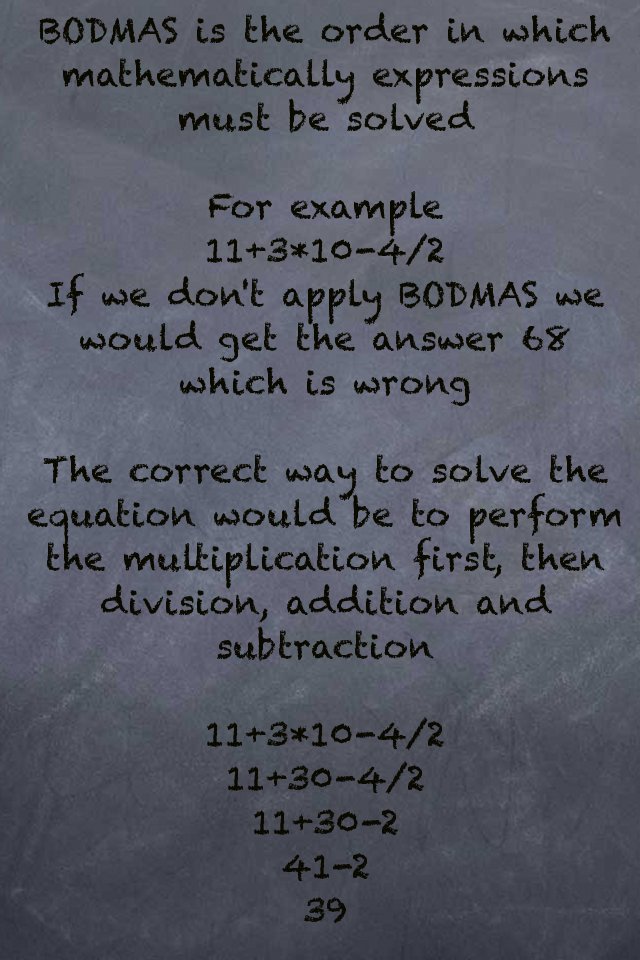 BODMAS is the order in which
mathematically expressions
must be solved
For example
11+3*10-4/2
If we don't apply BODMAS we
would get the answer 68
which is wrong
The correct way to solve the
equation would be to perform
the multiplication first, then
division, addition and
subtraction
11+3*10-4/2
11+30-4/2
11+30-2
41-2
39